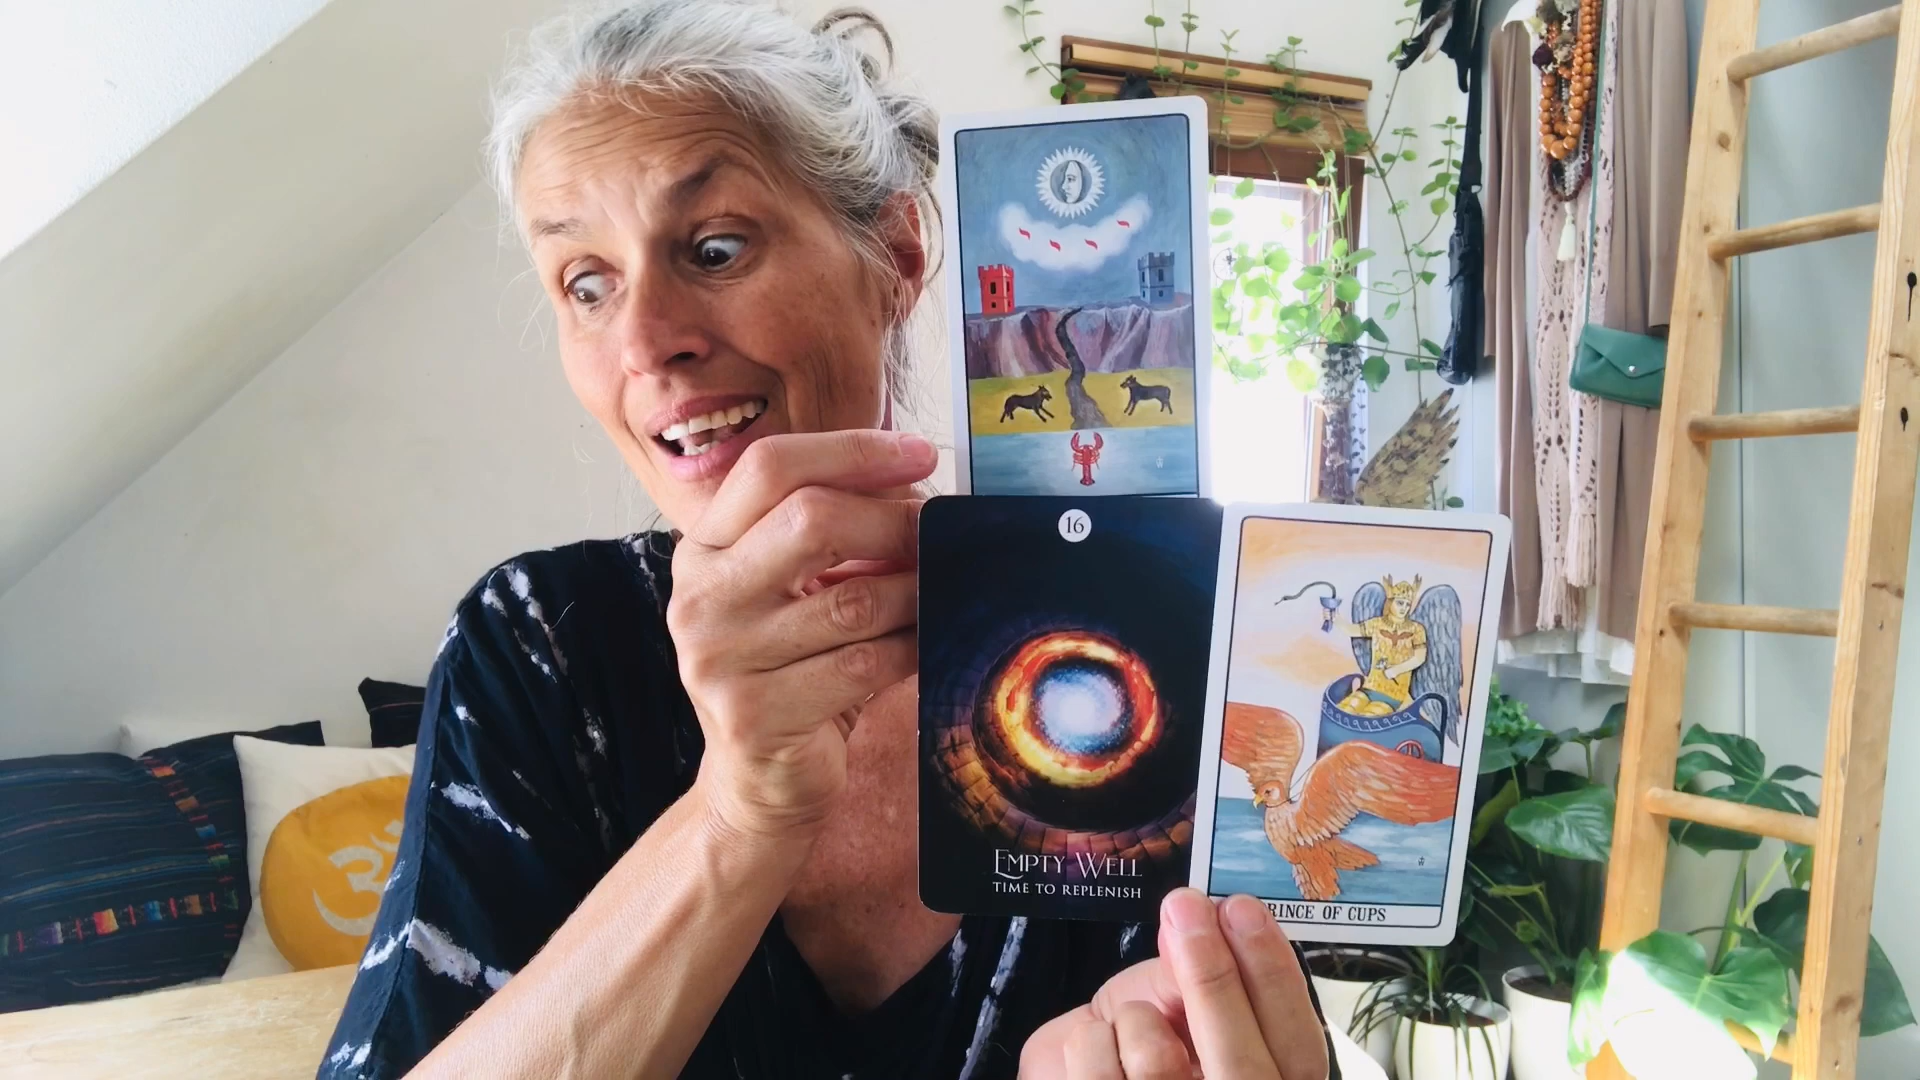 16
EMPTY WELL
TIME TO REPLENISH
RINCE OF CUPS
ॐ